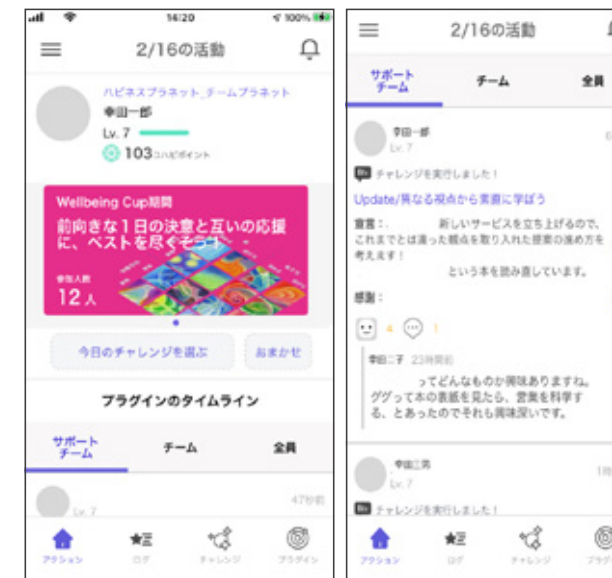 14:20
100%
2/16の活動
ハピネスプラネット_チームプラネット
幸田一郎
Lv. 7
103コハピポイント
Wellbeing Cup期間
前向きな1日の決意と互いの応援
に、ベストを尽くそう！
参加人数
12人
今日のチャレンジを選ぶ
おまかせ
プラグインのタイムライン
サポート
チーム
チーム
全員
Lv. 7
47秒前
アクション
ログ
チャレンジ
プラグイン
2/16の活動
サポート
チーム
チーム
全員
幸田一郎
Lv. 7
チャレンジを実行しました！
Update/異なる視点から素直に学ぼう
宣言：. 新しいサービスを立ち上げるので、
これまでとは違った観点を取り入れた提案の進め方を
考えます！
という本を読み直しています。
感謝：
4 1
幸田二子 23時間前
ってどんなものか興味ありますね。
ググって本の表紙を見たら、営業を科学す
る、とあったのでそれも興味深いです。
幸田三男
Lv. 7
チャレンジを実行しました！
アクション
ログ
チャレンジ